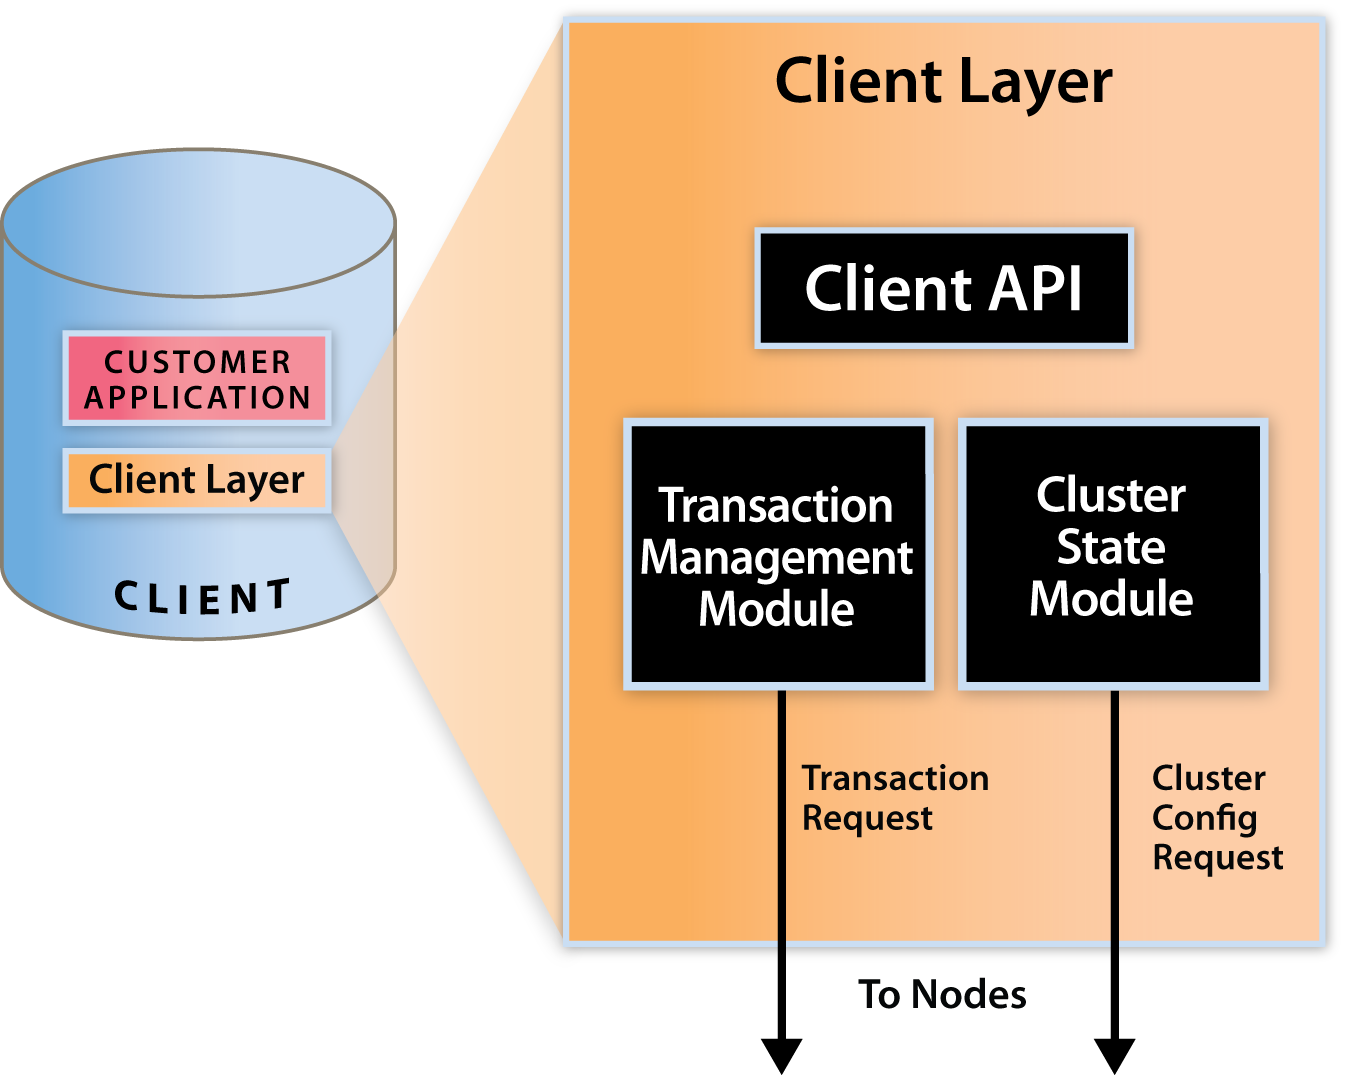 Client Layer
Client API
CUSTOMER
APPLICATION
Client Layer
CLIENT
Transaction
Management
Module
Cluster
State
Module
Transaction
Request
Cluster
Config
Request
To Nodes